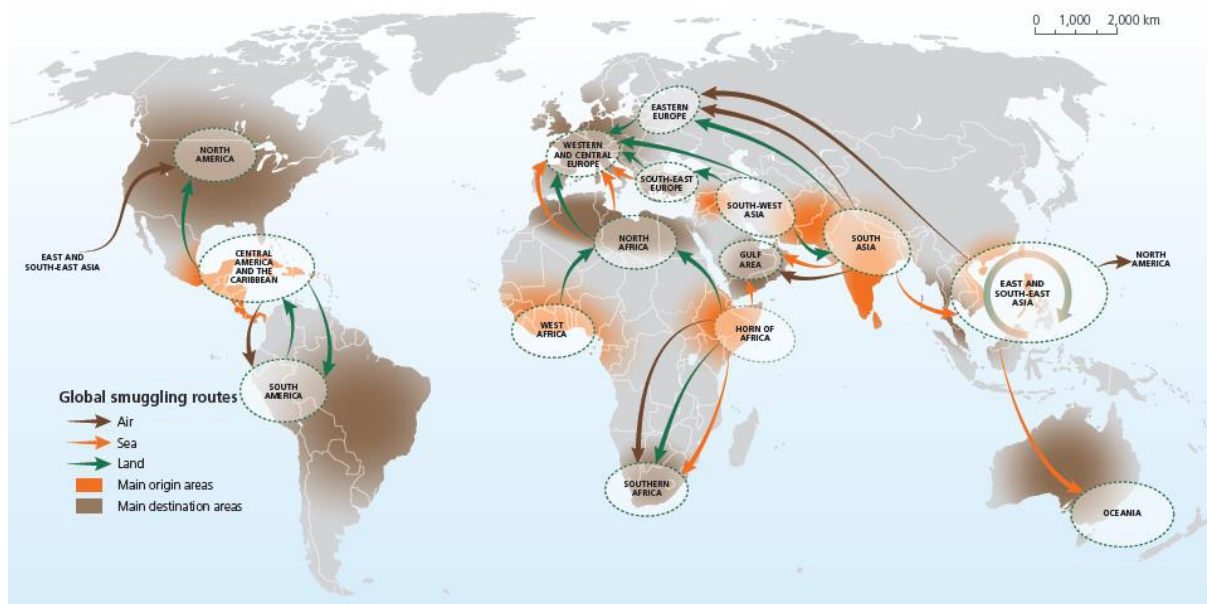 0 1,000 2,000 km
EASTERN
EUROPE
NORTH
AMERICA
WESTERN
AND CENTRAL
EUROPE
SOUTH-EAST
EUROPE
SOUTH-WEST
ASIA
SOUTH
ASIA
NORTH
AFRICA
GULF
AREA
EAST AND
SOUTH-EAST ASIA
CENTRAL
AMERICA
AND THE
CARIBBEAN
EAST AND
SOUTH-EAST
ASIA
NORTH
AMERICA
WEST
AFRICA
HORN OF
AFRICA
SOUTH
AMERICA
Global smuggling routes
Air
Sea
Land
Main origin areas
Main destination areas
SOUTHERN
AFRICA
OCEANIA